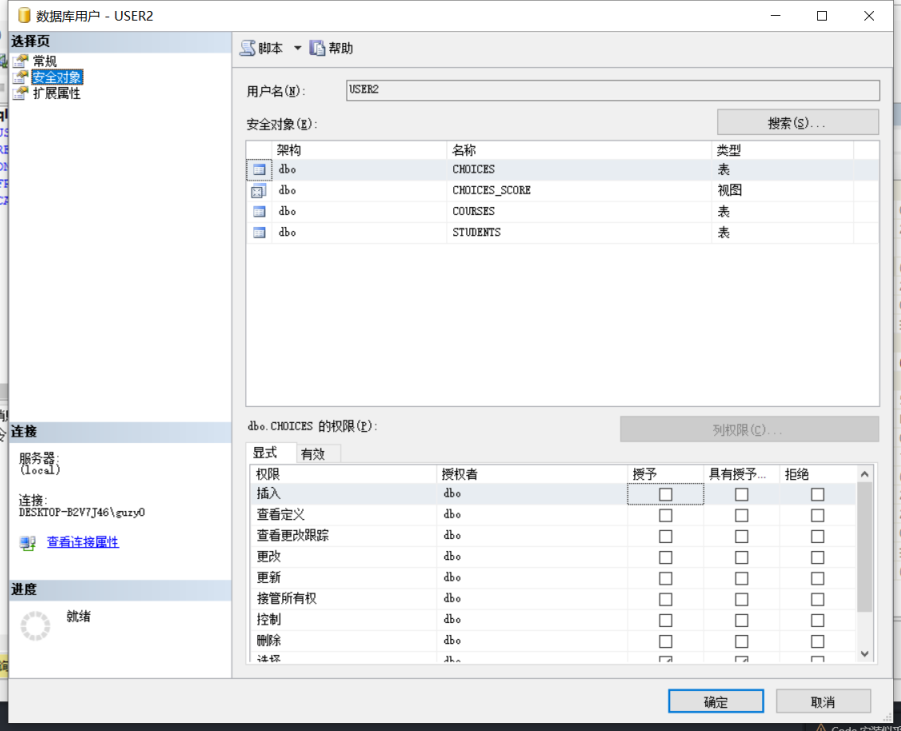 数据库用户 - USER2
选择页
常规
安全对象
扩展属性
脚本 帮助
用户名(N): USER2
安全对象(E): 搜索(S)...
架构 名称 类型
dbo CHOICES 表
dbo CHOICES_SCORE 视图
dbo COURSES 表
dbo STUDENTS 表
连接
服务器:
(local)
连接:
DESKTOP-B2V7J46\guzy0
查看连接属性
进度
就绪
dbo.CHOICES 的权限(P): 列权限(C)...
显式 有效
权限 授权者 授予 具有授予... 拒绝
插入 dbo
查看定义 dbo
查看更改跟踪 dbo
更改 dbo
更新 dbo
接管所有权 dbo
控制 dbo
删除 dbo
选择 dbo
确定 取消